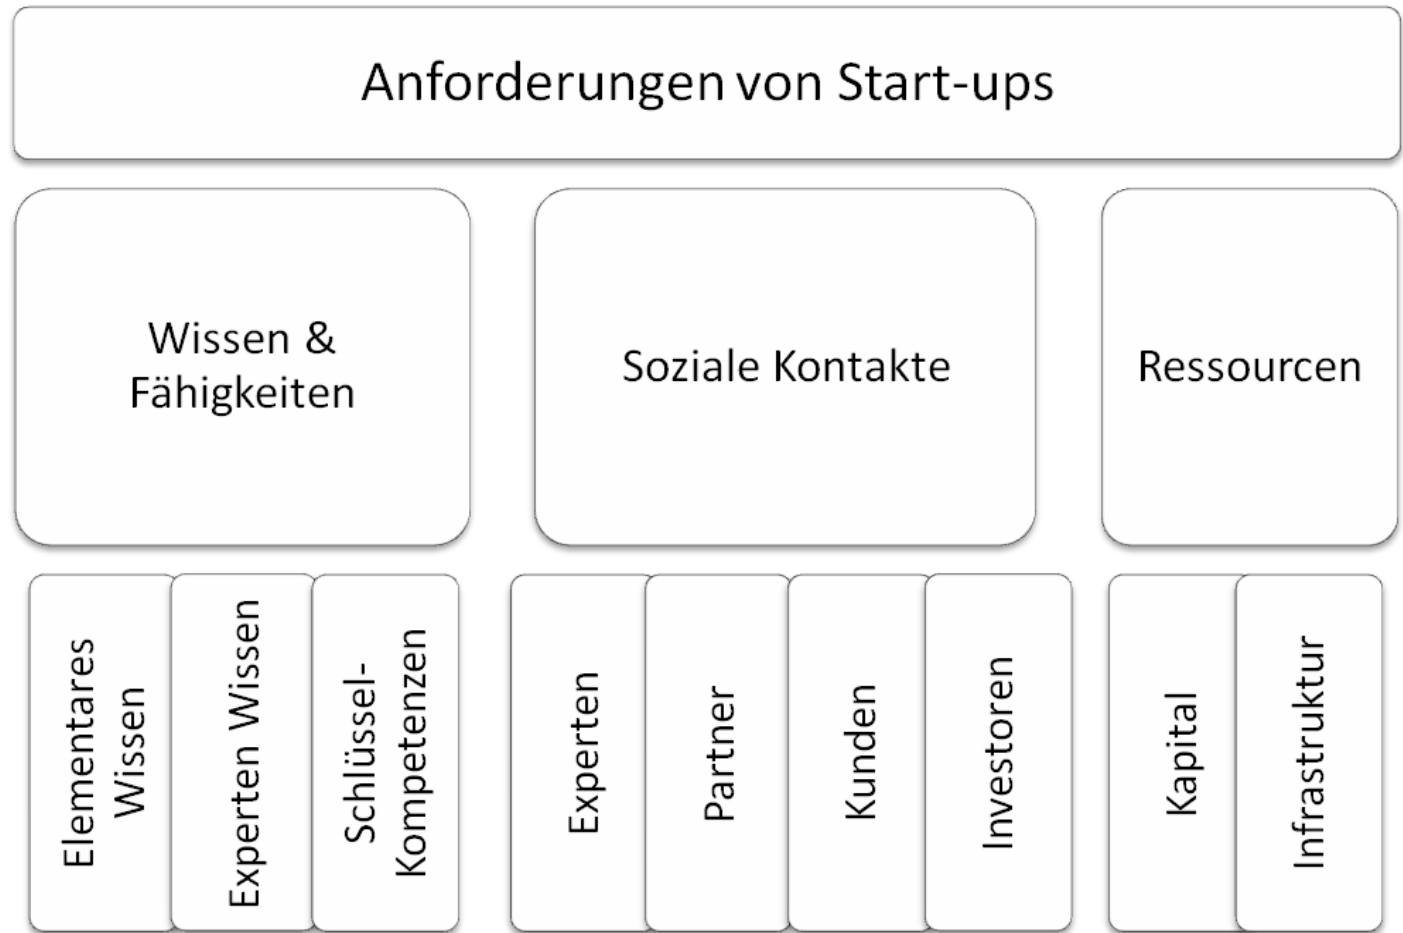 Anforderungen von Start-ups
Wissen &
Fähigkeiten
Soziale Kontakte
Ressourcen
Elementares
Wissen
Experten Wissen
Schlüssel-
Kompetenzen
Experten
Partner
Kunden
Investoren
Kapital
Infrastruktur